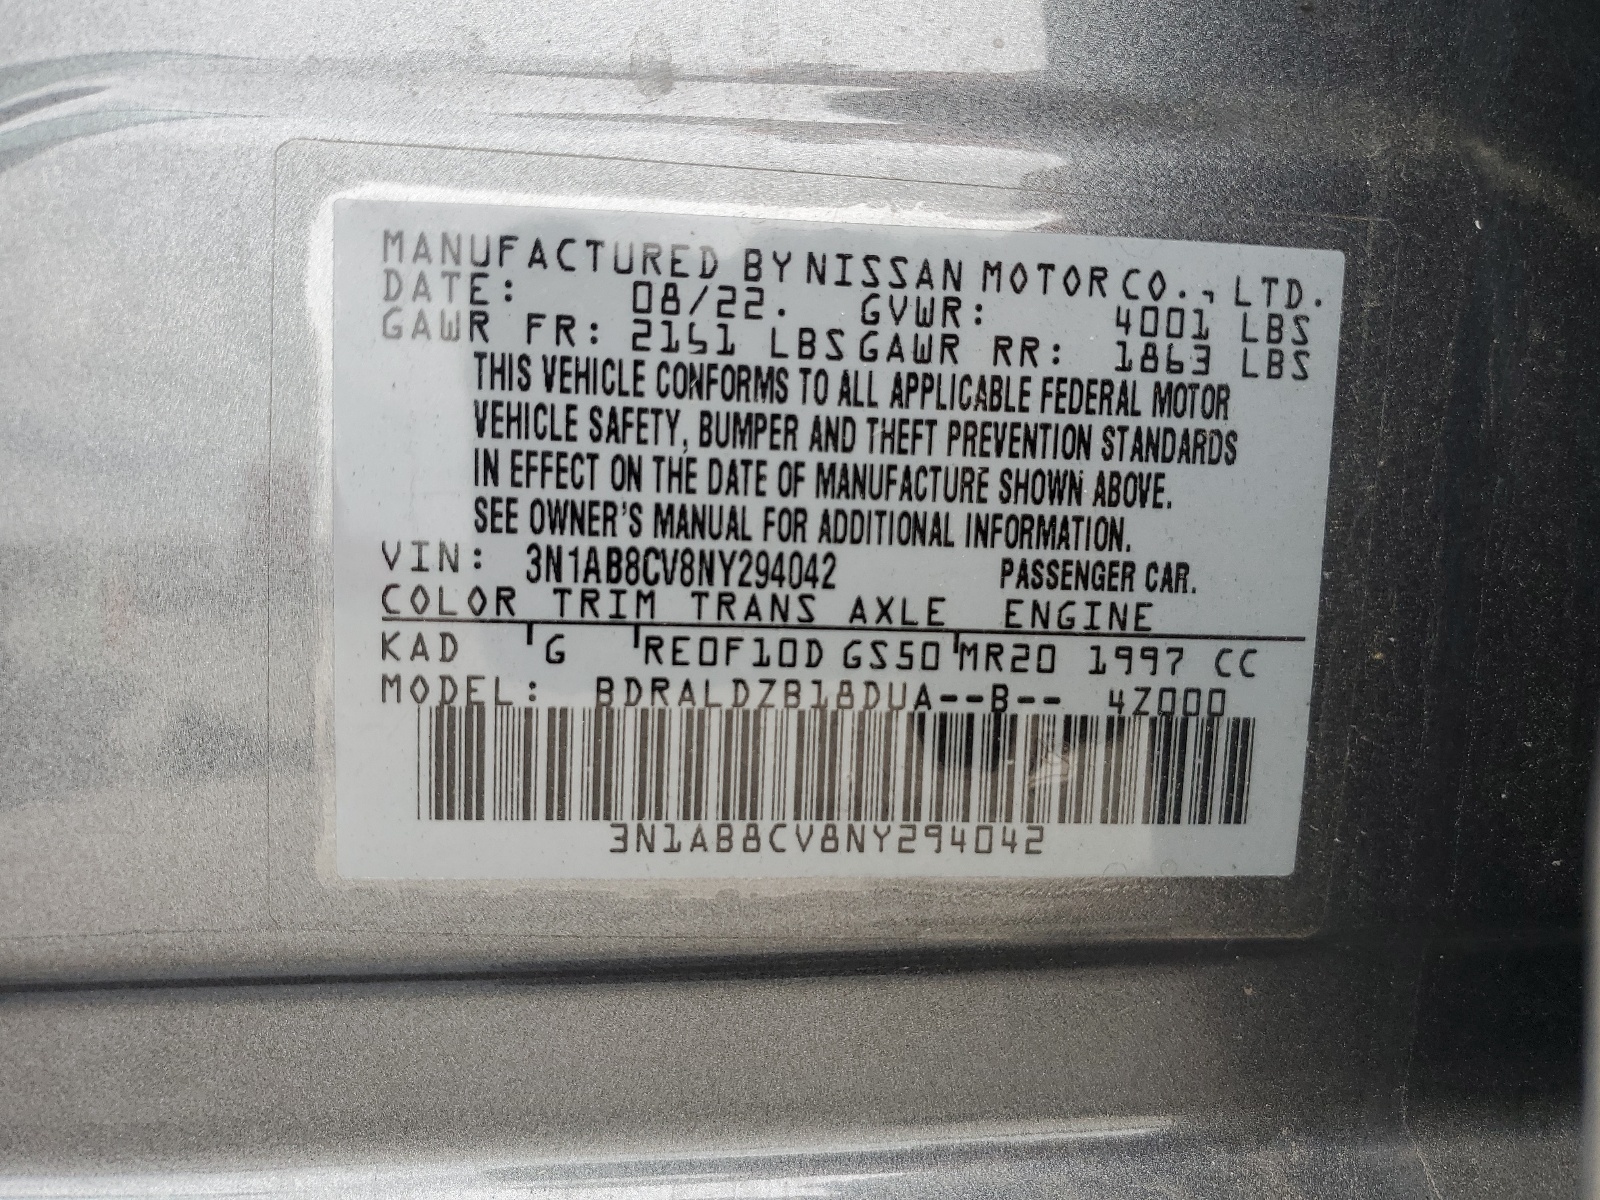 MANUFACTURED BY NISSAN MOTOR CO., LTD.
DATE: 08/22. GVWR: 4001 LBS
GAWR FR: 2151 LBS GAWR RR: 1863 LBS
THIS VEHICLE CONFORMS TO ALL APPLICABLE FEDERAL MOTOR
VEHICLE SAFETY, BUMPER AND THEFT PREVENTION STANDARDS
IN EFFECT ON THE DATE OF MANUFACTURE SHOWN ABOVE.
SEE OWNER'S MANUAL FOR ADDITIONAL INFORMATION.
VIN: 3N1AB8CV8NY294042 PASSENGER CAR.
COLOR TRIM TRANS AXLE ENGINE
KAD G RE0F10D GS50 MR20 1997 CC
MODEL: BDRALDZB18DUA--B-- 4Z000
3N1AB8CV8NY294042